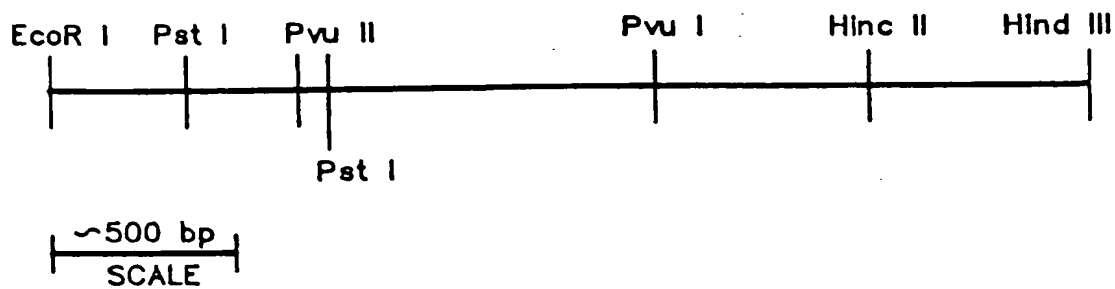 EcoR I Pst I Pvu II Pvu I Hinc II Hind III
Pst I
~500 bp
SCALE